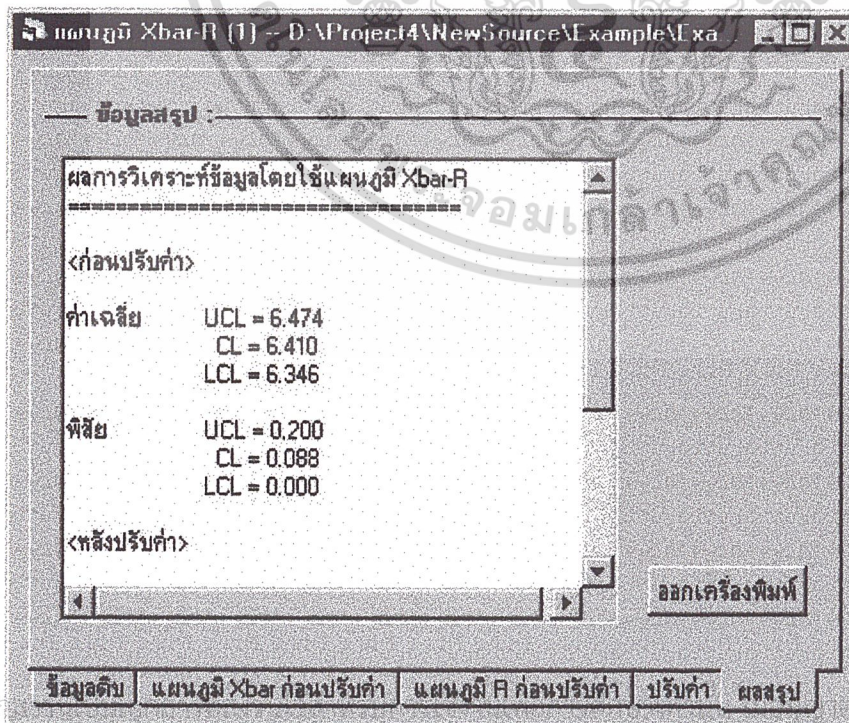 แผนภูมิ Xbar-R (1) -- D:\Project4\NewSource\Example\Exa...
ข้อมูลสรุป :
ผลการวิเคราะห์ข้อมูลโดยใช้แผนภูมิ Xbar-R
==================================
<ก่อนปรับค่า>
ค่าเฉลี่ย UCL = 6.474
CL = 6.410
LCL = 6.346
พิสัย UCL = 0.200
CL = 0.088
LCL = 0.000
<หลังปรับค่า>
ออกเครื่องพิมพ์
ข้อมูลดิบ แผนภูมิ Xbar ก่อนปรับค่า แผนภูมิ R ก่อนปรับค่า ปรับค่า ผลสรุป